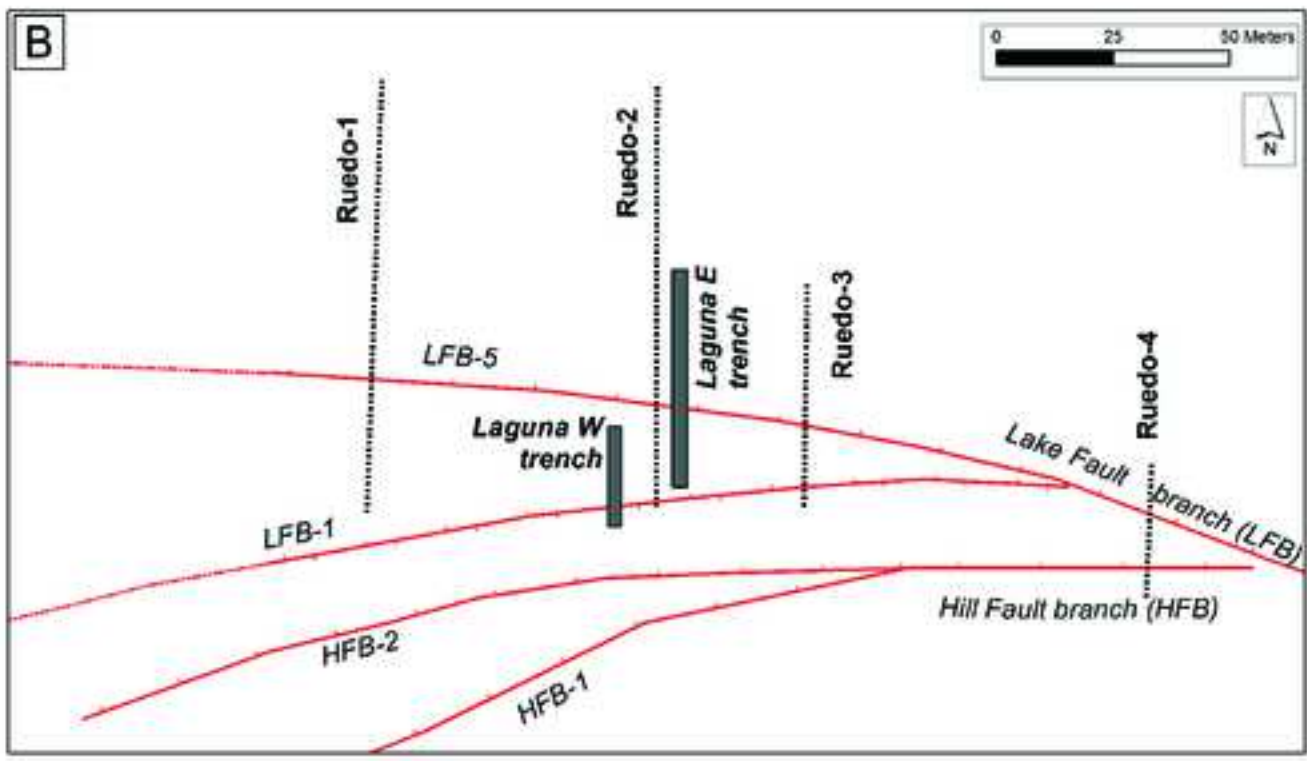 B
0 25 50 Meters
N
Ruedo-1
Ruedo-2
Laguna E
trench
Ruedo-3
Ruedo-4
LFB-5
Laguna W
trench
Lake Fault branch (LFB)
LFB-1
Hill Fault branch (HFB)
HFB-2
HFB-1